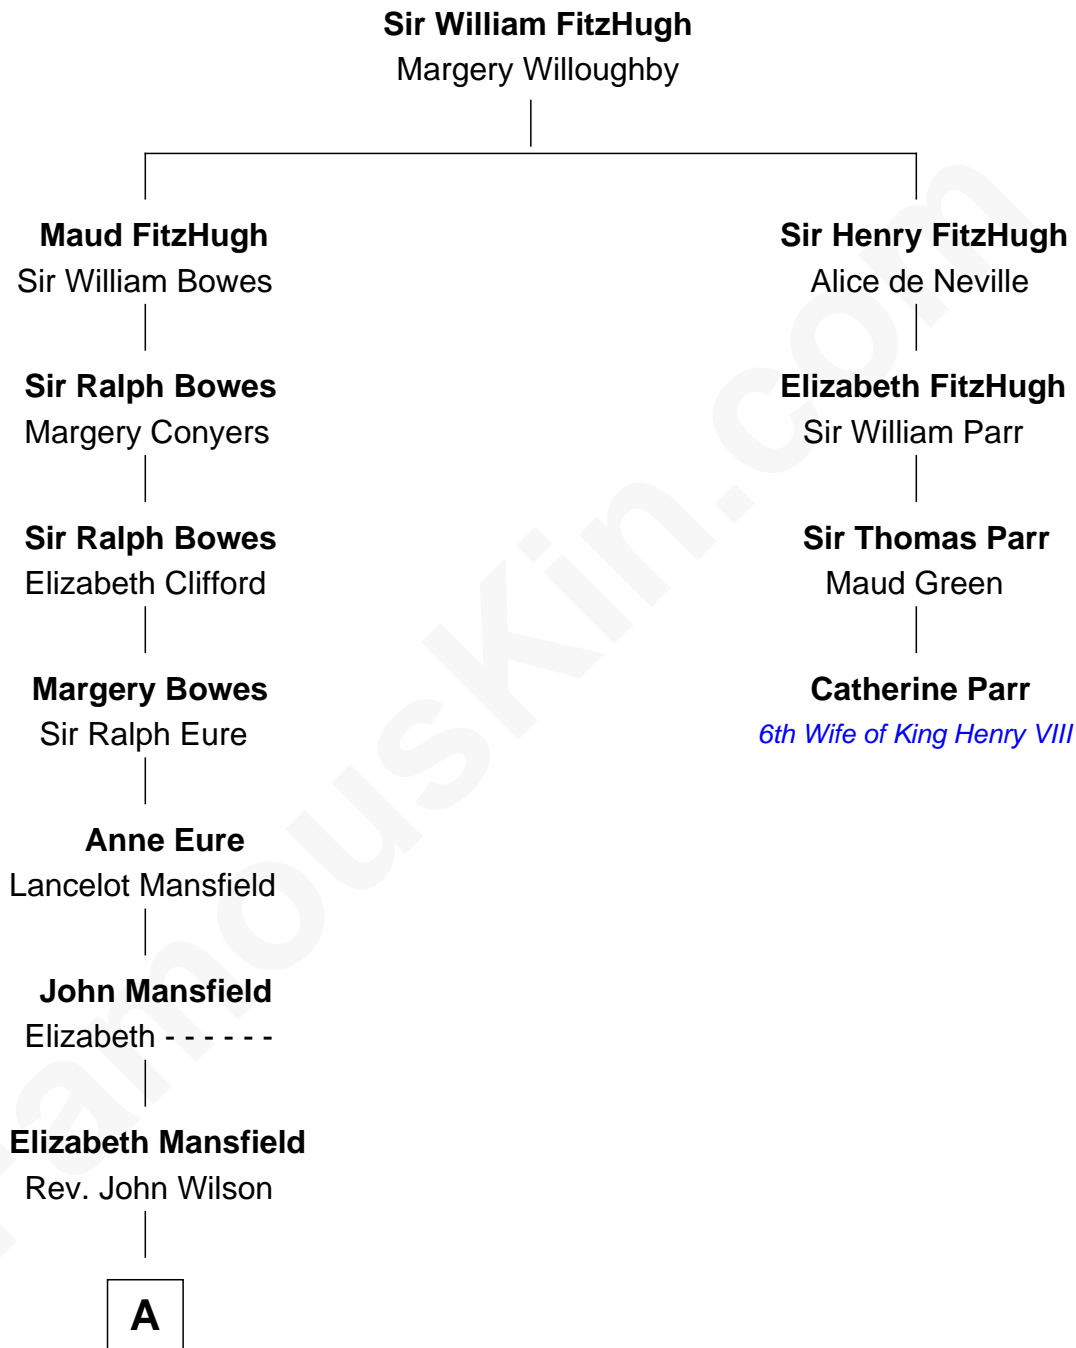 Sir William FitzHugh
Margery Willoughby
Maud FitzHugh
Sir William Bowes
Sir Henry FitzHugh
Alice de Neville
Sir Ralph Bowes
Margery Conyers
Elizabeth FitzHugh
Sir William Parr
Sir Ralph Bowes
Elizabeth Clifford
Sir Thomas Parr
Maud Green
Margery Bowes
Sir Ralph Eure
Catherine Parr
6th Wife of King Henry VIII
Anne Eure
Lancelot Mansfield
John Mansfield
Elizabeth - - - - - -
Elizabeth Mansfield
Rev. John Wilson
A
FamousKin.com